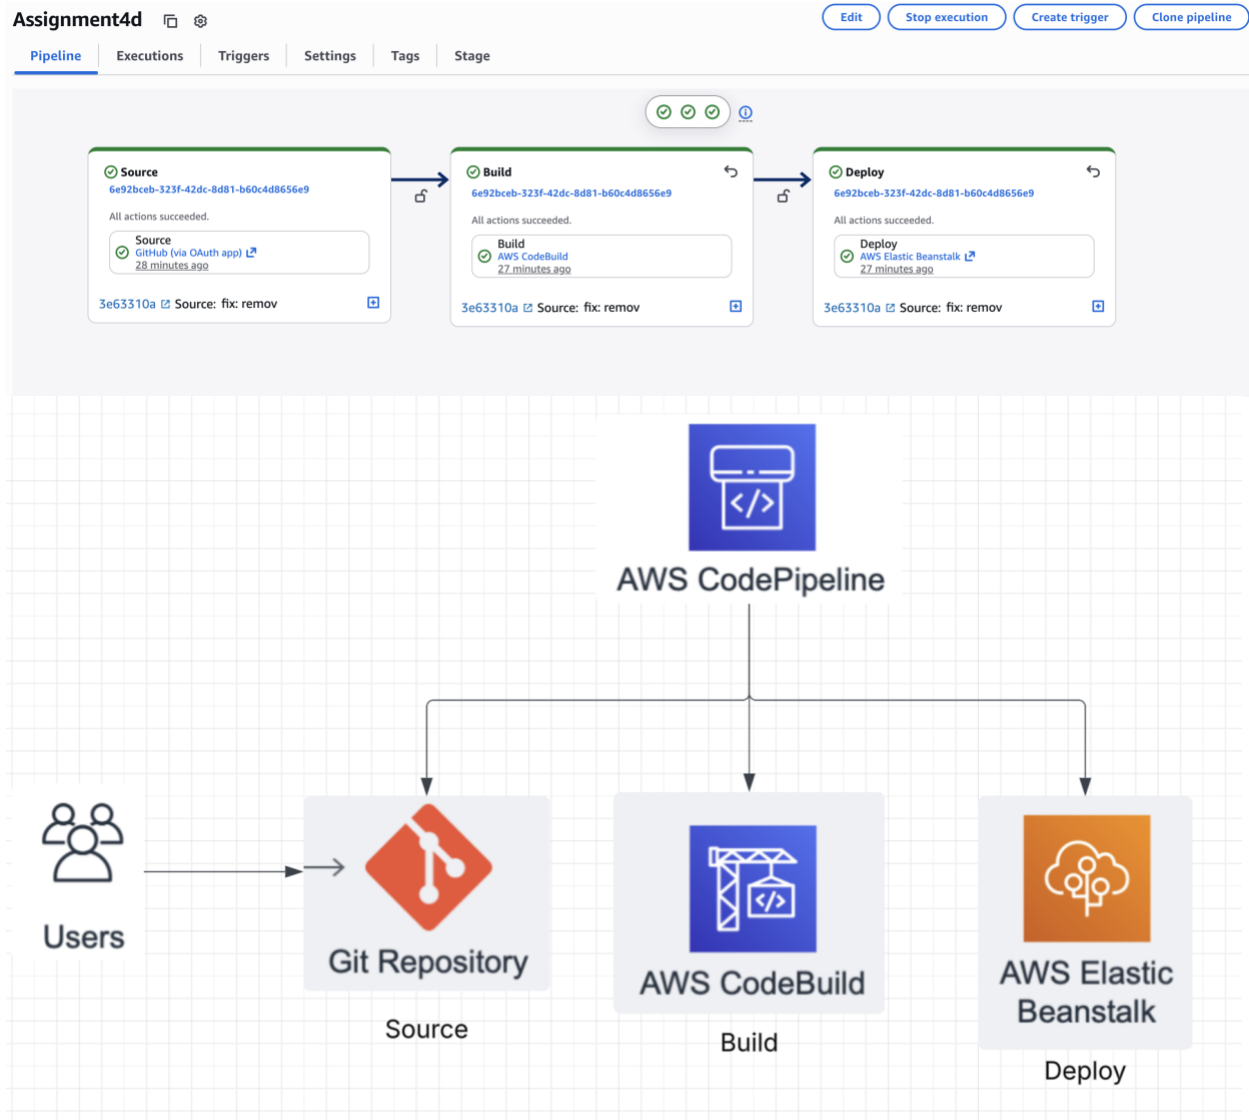 Assignment4d
Edit
Stop execution
Create trigger
Clone pipeline
Pipeline
Executions
Triggers
Settings
Tags
Stage
Source
6e92bceb-323f-42dc-8d81-b60c4d8656e9
All actions succeeded.
Source
GitHub (via OAuth app)
28 minutes ago
3e63310a Source: fix: remov
Build
6e92bceb-323f-42dc-8d81-b60c4d8656e9
All actions succeeded.
Build
AWS CodeBuild
27 minutes ago
3e63310a Source: fix: remov
Deploy
6e92bceb-323f-42dc-8d81-b60c4d8656e9
All actions succeeded.
Deploy
AWS Elastic Beanstalk
27 minutes ago
3e63310a Source: fix: remov
</>
AWS CodePipeline
Users
Git Repository
Source
</>
AWS CodeBuild
Build
AWS Elastic
Beanstalk
Deploy